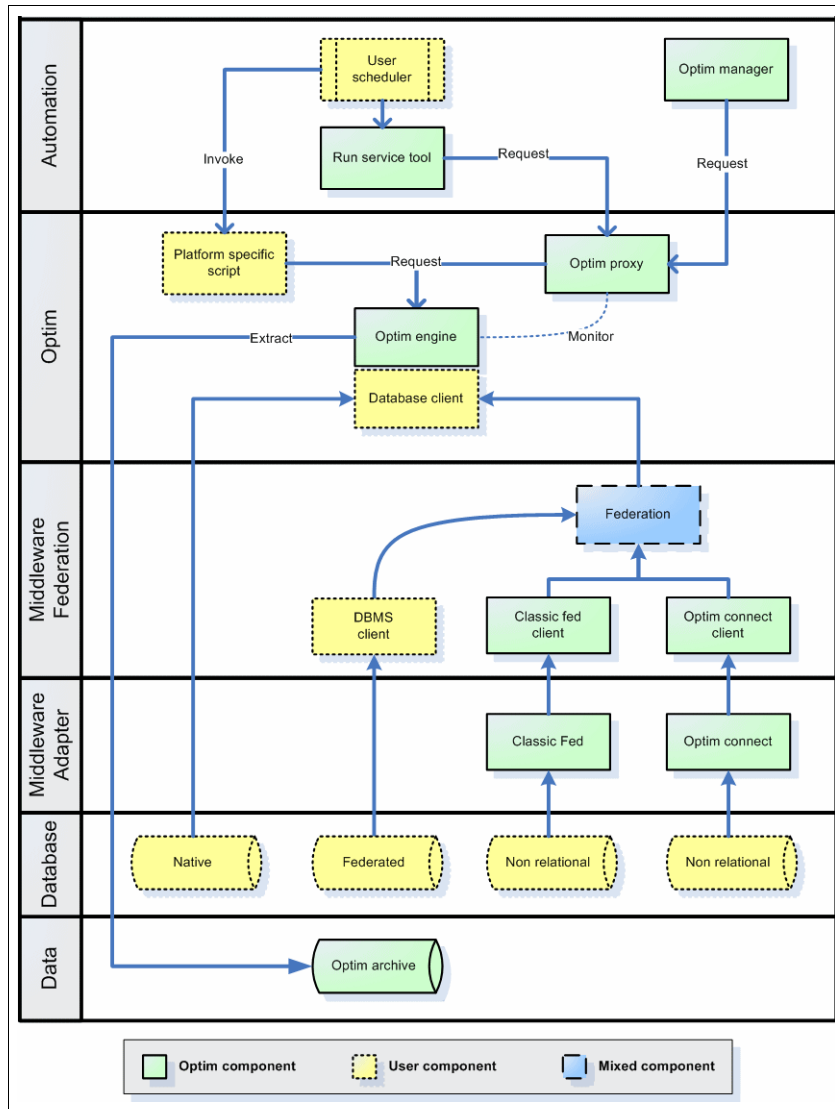 Automation
User
scheduler
Optim manager
Run service tool
Request
Invoke
Request
Optim
Platform specific
script
Request
Optim proxy
Extract
Optim engine
Monitor
Database client
Middleware
Federation
Federation
DBMS
client
Classic fed
client
Optim connect
client
Middleware
Adapter
Classic Fed
Optim connect
Database
Native
Federated
Non relational
Non relational
Data
Optim archive
Optim component
User component
Mixed component